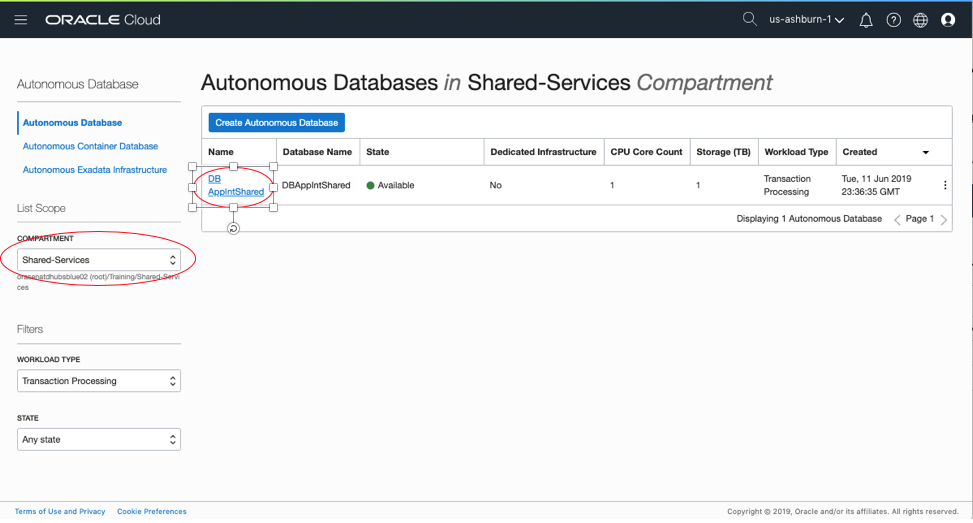 ORACLE Cloud
us-ashburn-1
Autonomous Database
Autonomous Database
Autonomous Container Database
Autonomous Exadata Infrastructure
List Scope
COMPARTMENT
Shared-Services
orasenatdhubsblue02 (root)/Training/Shared-Servi
ces
Filters
WORKLOAD TYPE
Transaction Processing
STATE
Any state
Autonomous Databases in Shared-Services Compartment
Create Autonomous Database
Name Database Name State Dedicated Infrastructure CPU Core Count Storage (TB) Workload Type Created
DB
AppIntShared
DBAppIntShared Available No 1 1
Transaction
Processing
Tue, 11 Jun 2019
23:36:35 GMT
Displaying 1 Autonomous Database Page 1
Terms of Use and Privacy Cookie Preferences
Copyright © 2019, Oracle and/or its affiliates. All rights reserved.